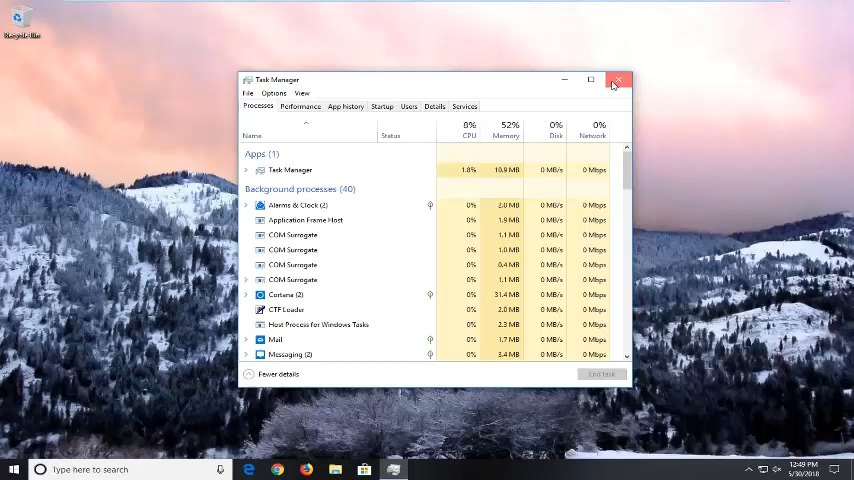 Recycle Bin
Task Manager
File Options View
Processes Performance App history Startup Users Details Services
8% 52% 0% 0%
Name Status CPU Memory Disk Network
Apps (1)
Task Manager 1.8% 10.9 MB 0 MB/s 0 Mbps
Background processes (40)
Alarms & Clock (2) 0% 2.0 MB 0 MB/s 0 Mbps
Application Frame Host 0% 1.9 MB 0 MB/s 0 Mbps
COM Surrogate 0% 1.1 MB 0 MB/s 0 Mbps
COM Surrogate 0% 1.0 MB 0 MB/s 0 Mbps
COM Surrogate 0% 0.4 MB 0 MB/s 0 Mbps
COM Surrogate 0% 1.1 MB 0 MB/s 0 Mbps
Cortana (2) 0% 31.4 MB 0 MB/s 0 Mbps
CTF Loader 0% 2.0 MB 0 MB/s 0 Mbps
Host Process for Windows Tasks 0% 2.3 MB 0 MB/s 0 Mbps
Mail 0% 1.7 MB 0 MB/s 0 Mbps
Messaging (2) 0% 3.4 MB 0 MB/s 0 Mbps
Fewer details End task
Type here to search
12:49 PM
5/30/2018